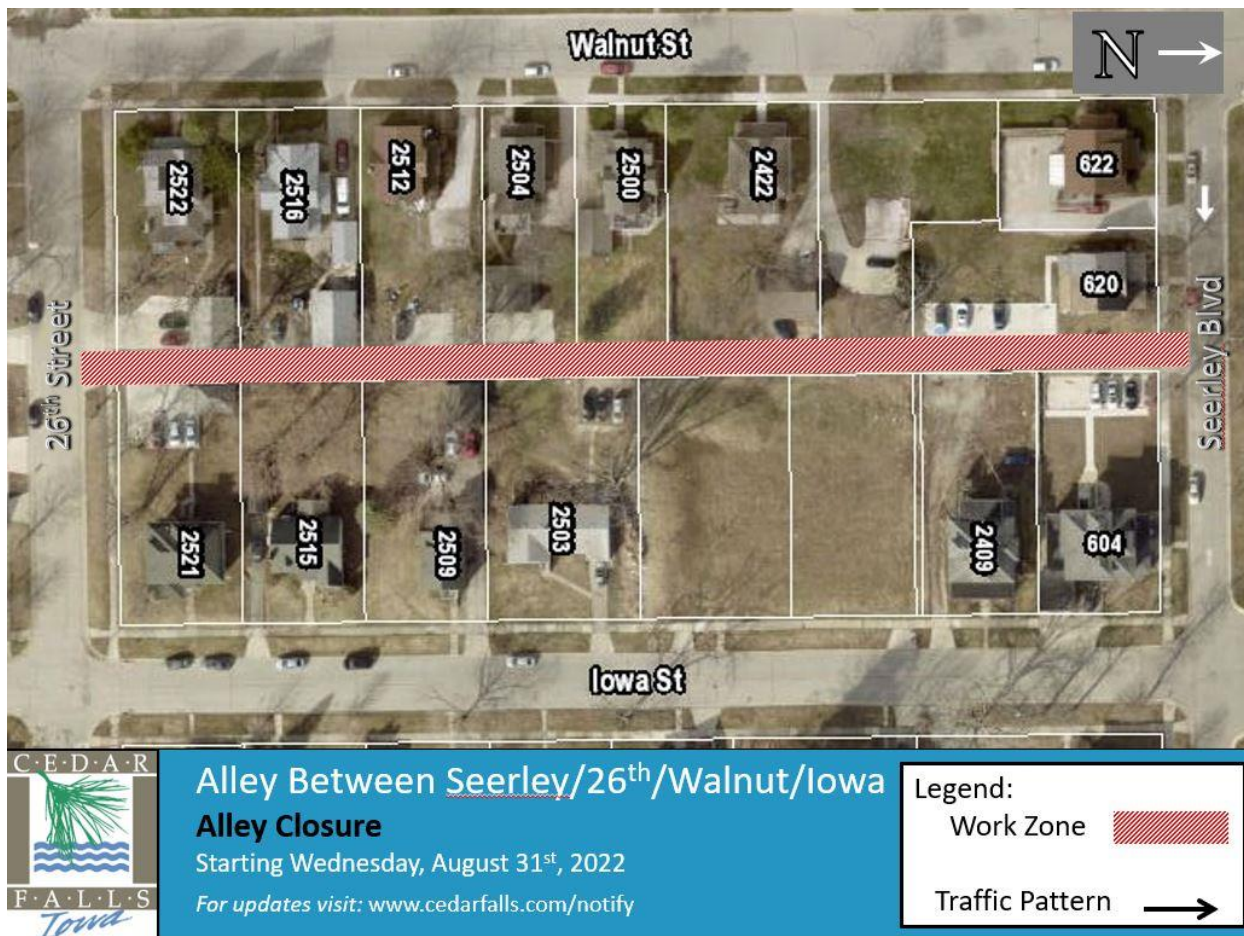 Walnut St
N
2522
2516
2512
2504
2500
2422
622
620
26th Street
Seerley Blvd
2521
2515
2509
2503
2409
604
Iowa St
C·E·D·A·R
F·A·L·L·S
Iowa
Alley Between Seerley/26th/Walnut/Iowa
Alley Closure
Starting Wednesday, August 31st, 2022
For updates visit: www.cedarfalls.com/notify
Legend:
Work Zone
Traffic Pattern